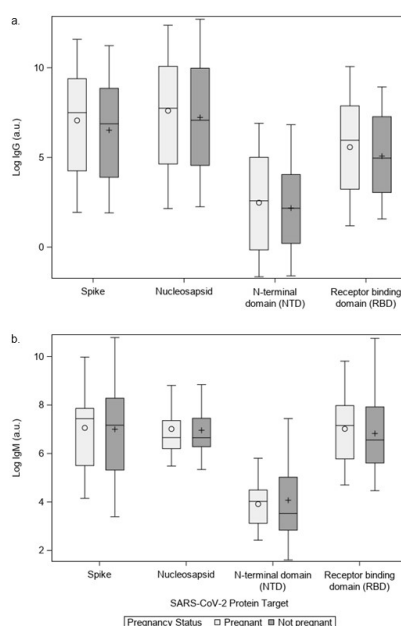 a.
10
5
0
Log IgG (a.u.)
Spike
Nucleosapsid
N-terminal
domain (NTD)
Receptor binding
domain (RBD)
b.
10
8
6
4
2
Log IgM (a.u.)
Spike
Nucleosapsid
N-terminal
domain (NTD)
Receptor binding
domain (RBD)
SARS-CoV-2 Protein Target
Pregnancy Status Pregnant Not pregnant